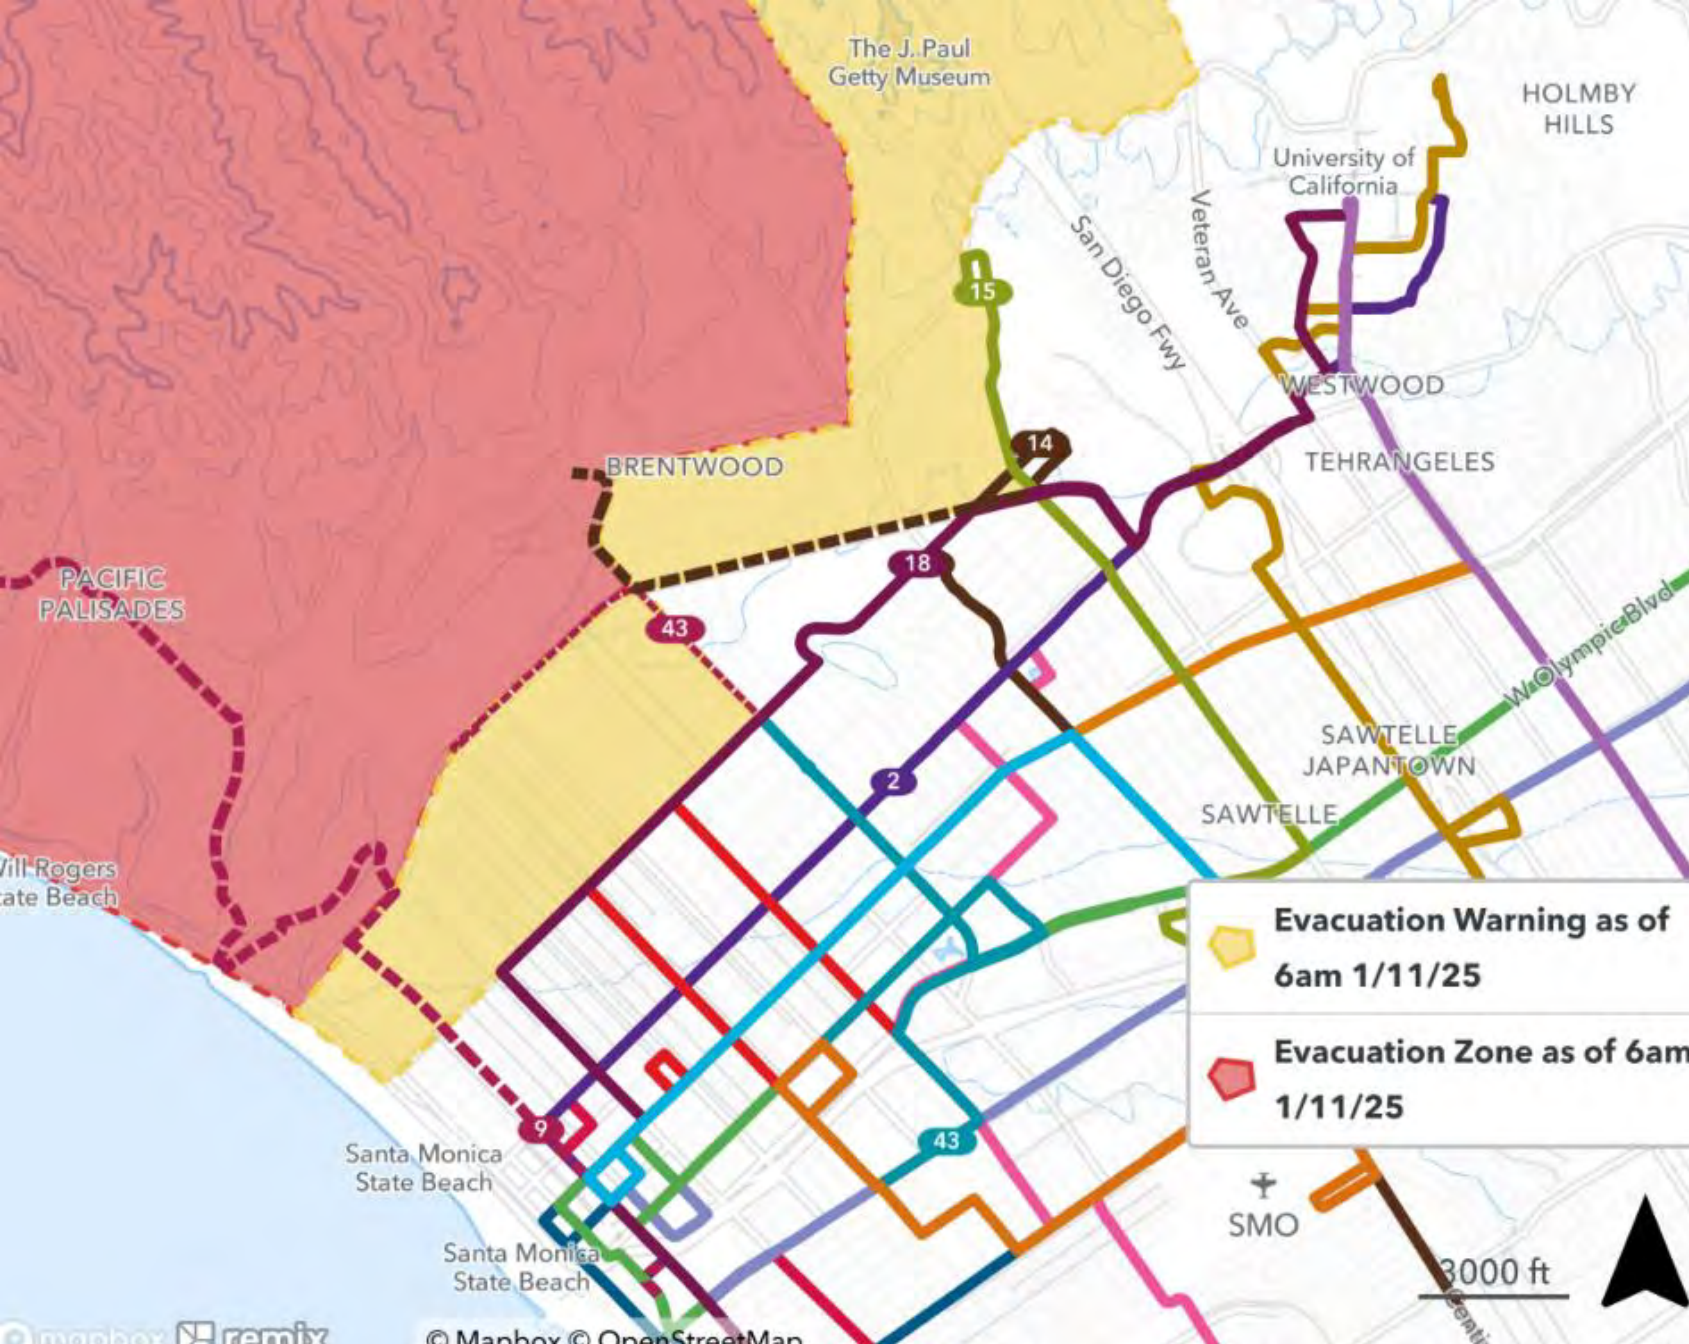 The J. Paul
Getty Museum
HOLMBY
HILLS
University of
California
San Diego Fwy
Veteran Ave
15
WESTWOOD
14
BRENTWOOD
TEHRANGELES
18
PACIFIC
PALISADES
43
W Olympic Blvd
SAWTELLE
JAPANTOWN
2
SAWTELLE
Will Rogers
tate Beach
Evacuation Warning as of
6am 1/11/25
Evacuation Zone as of 6am
1/11/25
9
43
Santa Monica
State Beach
SMO
Santa Monica
State Beach
3000 ft
mapbox remix
© Mapbox © OpenStreetMap